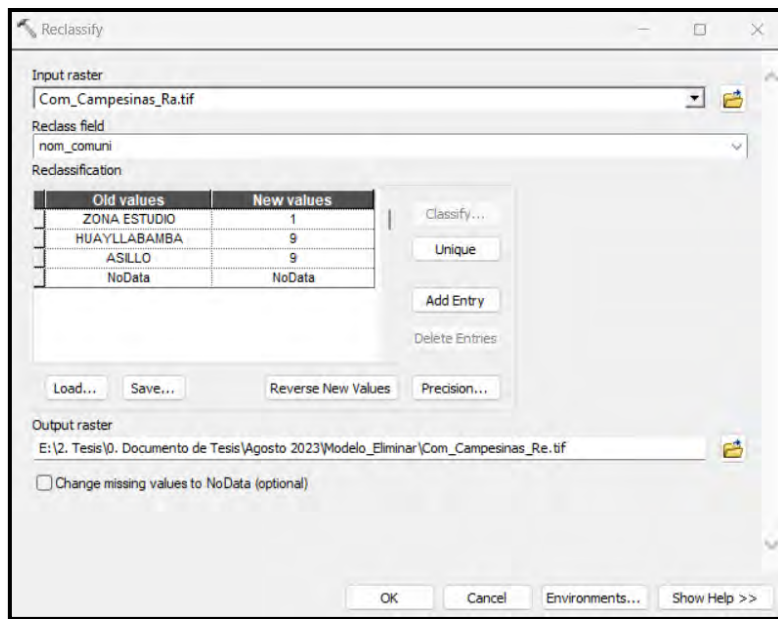 Reclassify
Input raster
Com_Campesinas_Ra.tif
Reclass field
nom_comuni
Reclassification
Old values New values
ZONA ESTUDIO 1
HUAYLLABAMBA 9
ASILLO 9
NoData NoData
Classify...
Unique
Add Entry
Delete Entries
Load... Save... Reverse New Values Precision...
Output raster
E:\2. Tesis\0. Documento de Tesis\Agosto 2023\Modelo_Eliminar\Com_Campesinas_Re.tif
Change missing values to NoData (optional)
OK Cancel Environments... Show Help >>